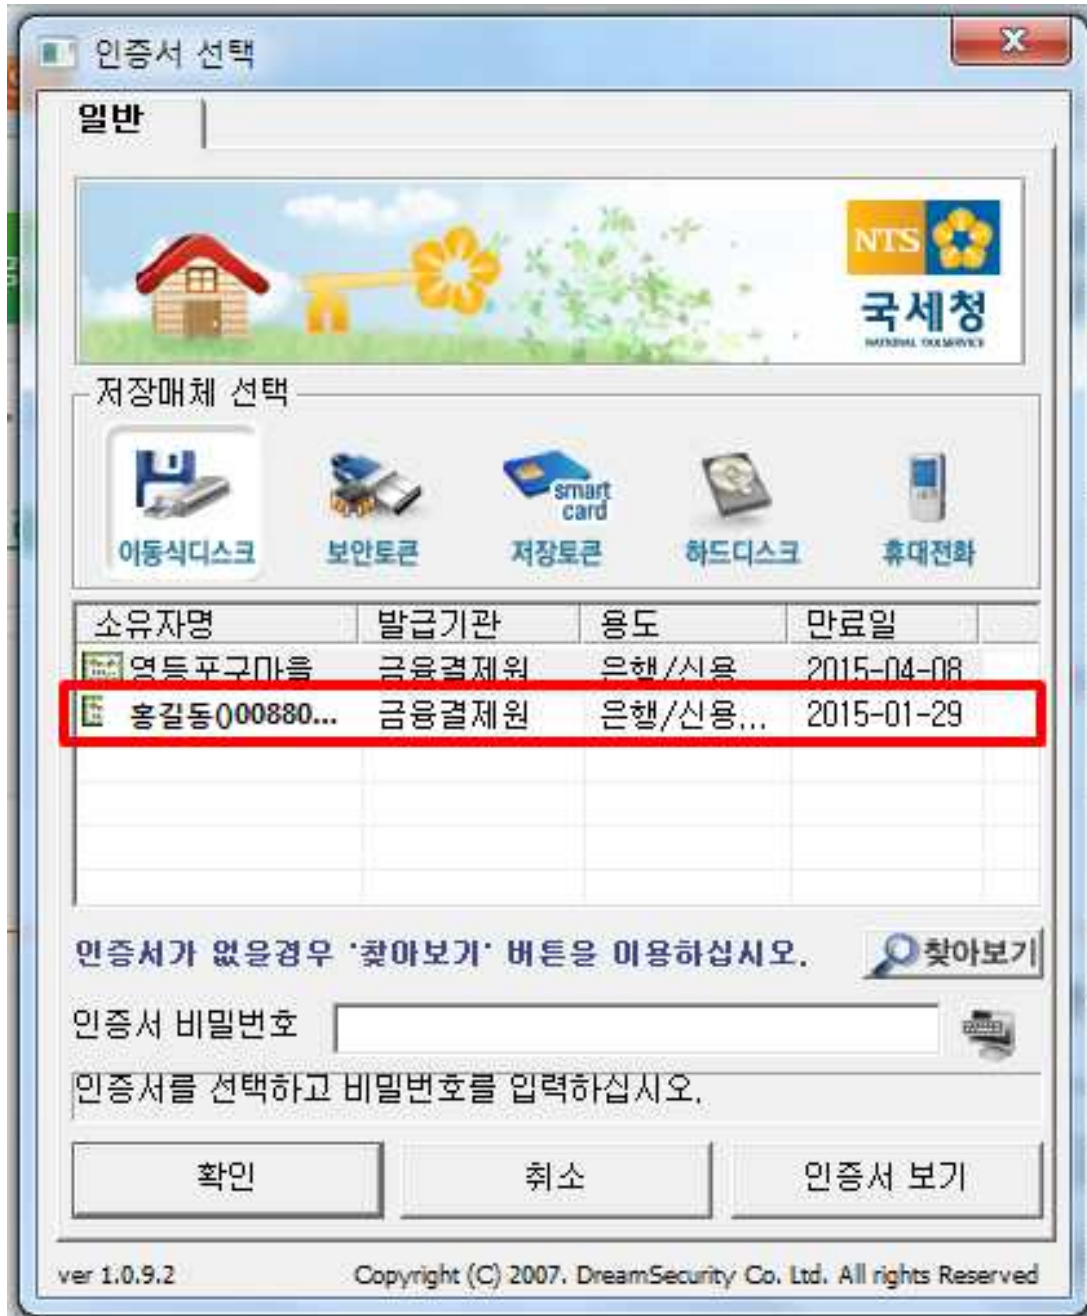 인증서 선택
일반
NTS
국세청
NATIONAL TAX SERVICE
저장매체 선택
smart
card
이동식디스크 보안토큰 저장토큰 하드디스크 휴대전화
소유자명 발급기관 용도 만료일
영등포구마을 금융결제원 은행/신용 2015-04-08
홍길동()00880... 금융결제원 은행/신용... 2015-01-29
인증서가 없을경우 '찾아보기' 버튼을 이용하십시오. 찾아보기
인증서 비밀번호
인증서를 선택하고 비밀번호를 입력하십시오.
확인 취소 인증서 보기
ver 1.0.9.2 Copyright (C) 2007. DreamSecurity Co. Ltd. All rights Reserved